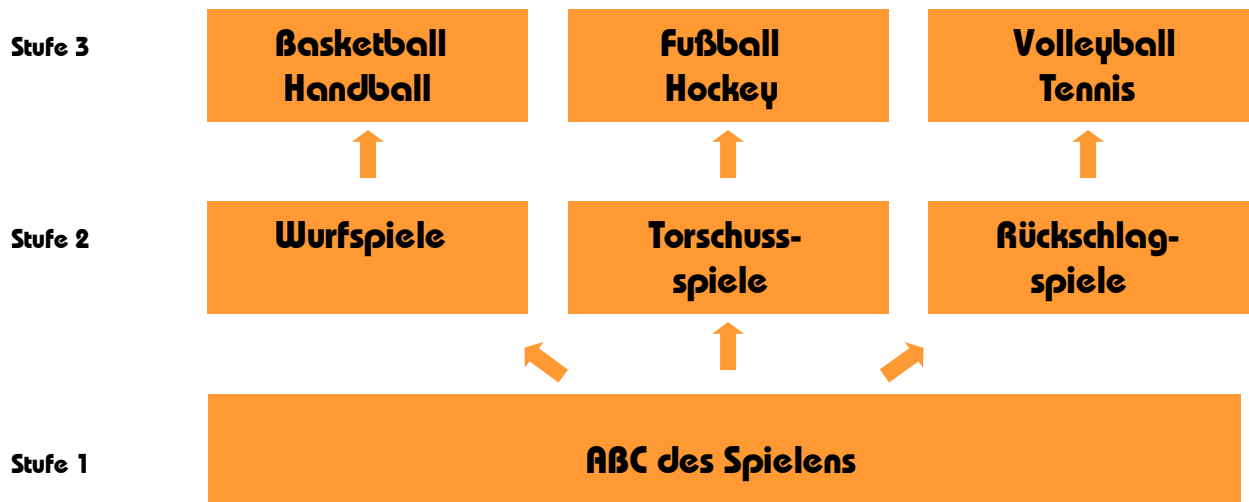 Stufe 3
Basketball
Handball
Fußball
Hockey
Volleyball
Tennis
Stufe 2
Wurfspiele
Torschuss-
spiele
Rückschlag-
spiele
Stufe 1
ABC des Spielens